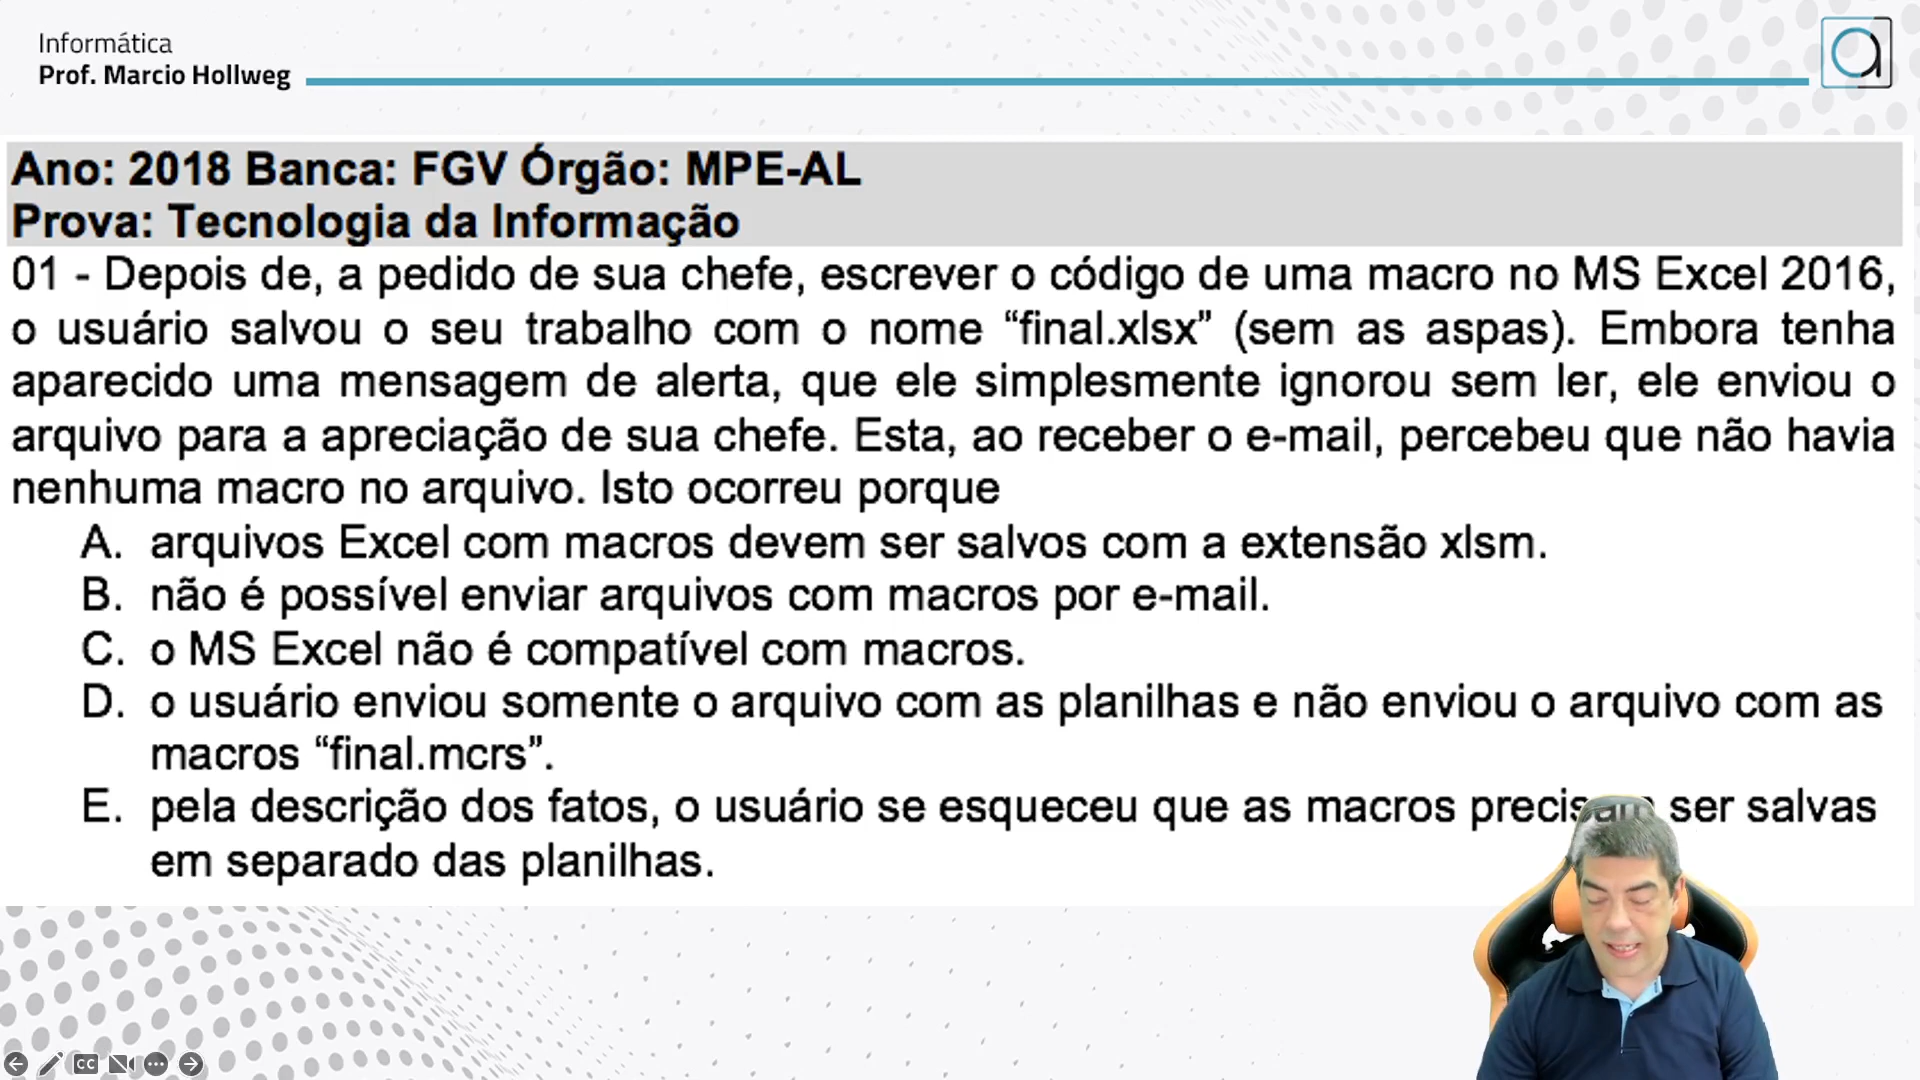 Informática
Prof. Marcio Hollweg
Ano: 2018 Banca: FGV Órgão: MPE-AL
Prova: Tecnologia da Informação
01 - Depois de, a pedido de sua chefe, escrever o código de uma macro no MS Excel 2016,
o usuário salvou o seu trabalho com o nome “final.xlsx” (sem as aspas). Embora tenha
aparecido uma mensagem de alerta, que ele simplesmente ignorou sem ler, ele enviou o
arquivo para a apreciação de sua chefe. Esta, ao receber o e-mail, percebeu que não havia
nenhuma macro no arquivo. Isto ocorreu porque
A. arquivos Excel com macros devem ser salvos com a extensão xlsm.
B. não é possível enviar arquivos com macros por e-mail.
C. o MS Excel não é compatível com macros.
D. o usuário enviou somente o arquivo com as planilhas e não enviou o arquivo com as
macros “final.mcrs”.
E. pela descrição dos fatos, o usuário se esqueceu que as macros precisam ser salvas
em separado das planilhas.
CC